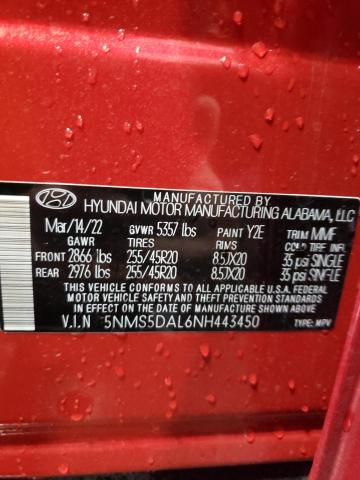 MANUFACTURED BY
HYUNDAI MOTOR MANUFACTURING ALABAMA, LLC
Mar/14/22 GVWR 5357 lbs PAINT Y2E TRIM MMF
GAWR TIRES RIMS COLD TIRE INFL
FRONT 2866 lbs 255/45R20 8.5JX20 35 psi SINGLE
REAR 2976 lbs 255/45R20 8.5JX20 35 psi SINGLE
THIS VEHICLE CONFORMS TO ALL APPLICABLE
U.S. FEDERAL MOTOR VEHICLE SAFETY STANDARDS
IN EFFECT ON THE DATE OF MANUFACTURE SHOWN ABOVE.
V.I.N 5NMS5DAL6NH443450 TYPE: MPV